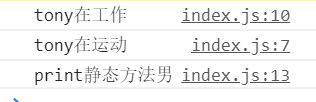 tony在工作 index.js:10
tony在运动 index.js:7
print静态方法男 index.js:13